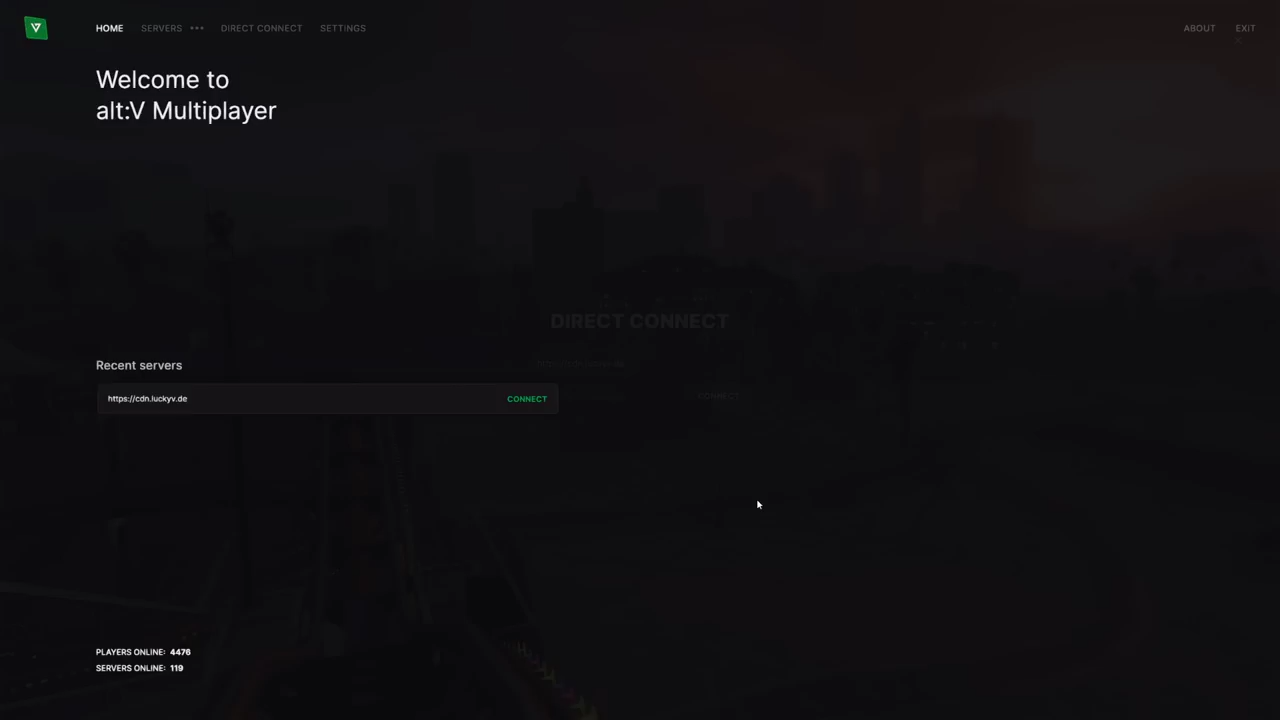 HOME SERVERS ••• DIRECT CONNECT SETTINGS ABOUT EXIT
Welcome to
alt:V Multiplayer
DIRECT CONNECT
Recent servers
https://cdn.luckyv.de CONNECT
CONNECT
PLAYERS ONLINE: 4476
SERVERS ONLINE: 119